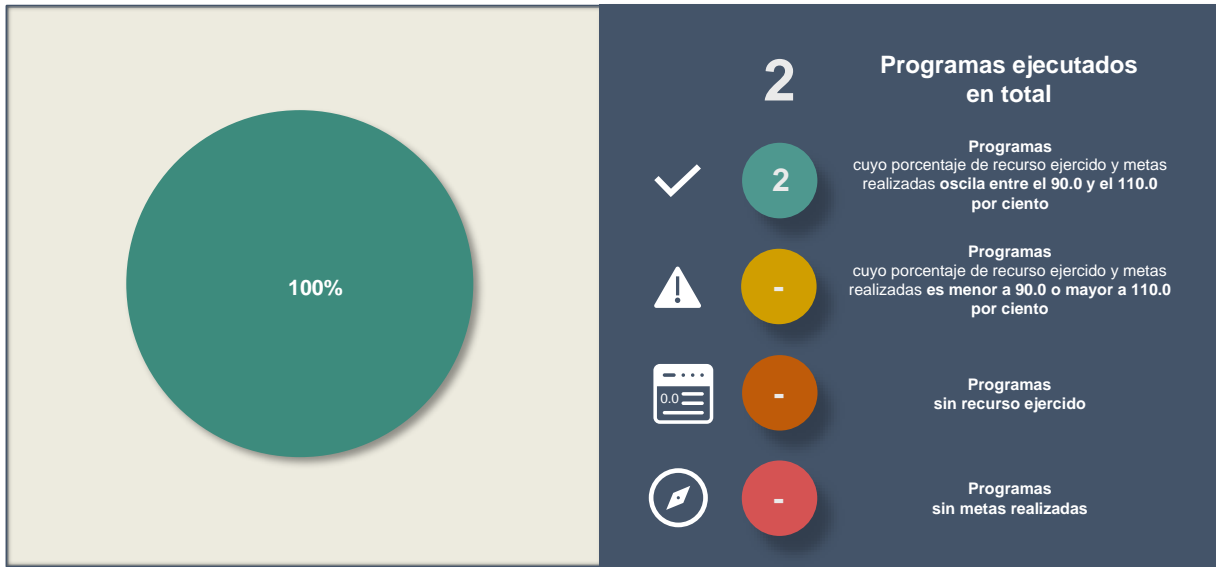 100%
2
Programas ejecutados
en total
2
Programas
cuyo porcentaje de recurso ejercido y metas
realizadas oscila entre el 90.0 y el 110.0
por ciento
-
Programas
cuyo porcentaje de recurso ejercido y metas
realizadas es menor a 90.0 o mayor a 110.0
por ciento
0.0
-
Programas
sin recurso ejercido
-
Programas
sin metas realizadas